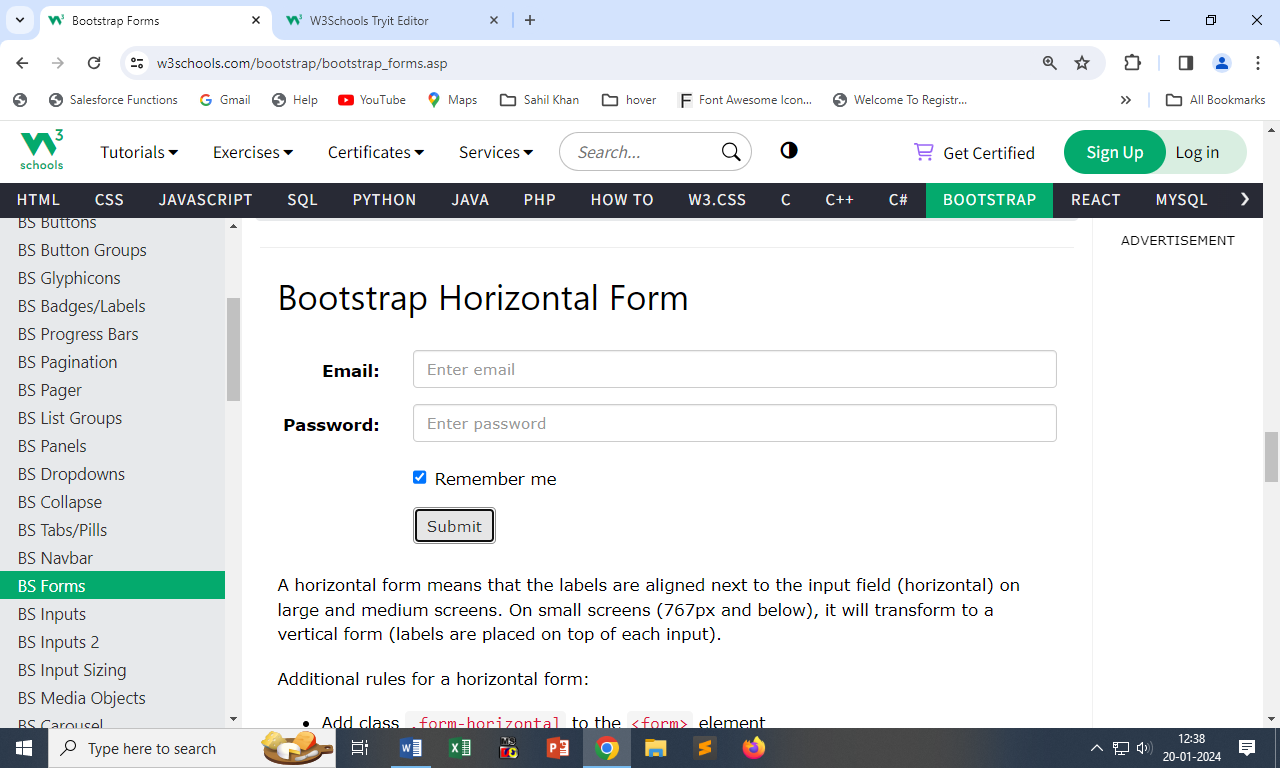 Bootstrap Forms
W3Schools Tryit Editor
w3schools.com/bootstrap/bootstrap_forms.asp
Salesforce Functions
Gmail
Help
YouTube
Maps
Sahil Khan
hover
Font Awesome Icon...
Welcome To Registr...
All Bookmarks
W3 schools
Tutorials
Exercises
Certificates
Services
Search...
Get Certified
Sign Up
Log in
HTML CSS JAVASCRIPT SQL PYTHON JAVA PHP HOW TO W3.CSS C C++ C# BOOTSTRAP REACT MYSQL
BS Buttons
BS Button Groups
BS Glyphicons
BS Badges/Labels
BS Progress Bars
BS Pagination
BS Pager
BS List Groups
BS Panels
BS Dropdowns
BS Collapse
BS Tabs/Pills
BS Navbar
BS Forms
BS Inputs
BS Inputs 2
BS Input Sizing
BS Media Objects
BS Carousel
Bootstrap Horizontal Form
Email:
Enter email
Password:
Enter password
Remember me
Submit
A horizontal form means that the labels are aligned next to the input field (horizontal) on
large and medium screens. On small screens (767px and below), it will transform to a
vertical form (labels are placed on top of each input).
Additional rules for a horizontal form:
• Add class .form-horizontal to the <form> element
ADVERTISEMENT
Type here to search
12:38
20-01-2024